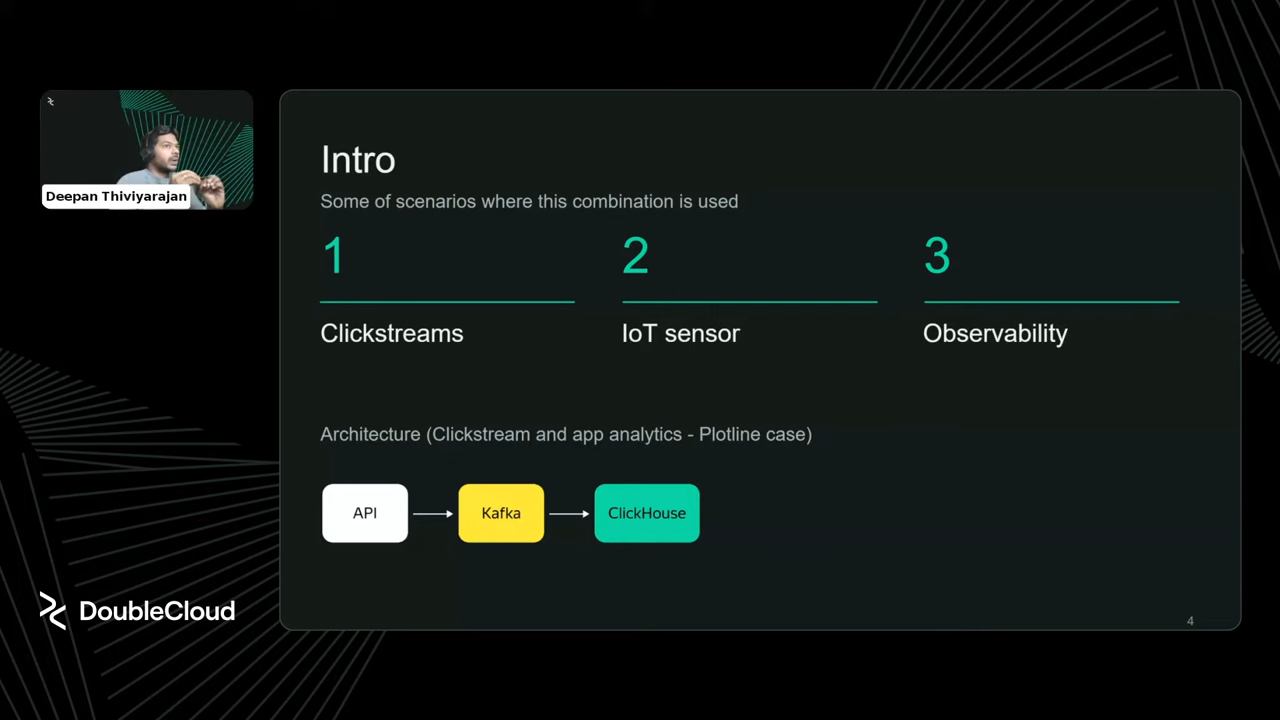 Deepan Thiviyarajan
Intro
Some of scenarios where this combination is used
1
2
3
Clickstreams
IoT sensor
Observability
Architecture (Clickstream and app analytics - Plotline case)
API
Kafka
ClickHouse
DoubleCloud
4